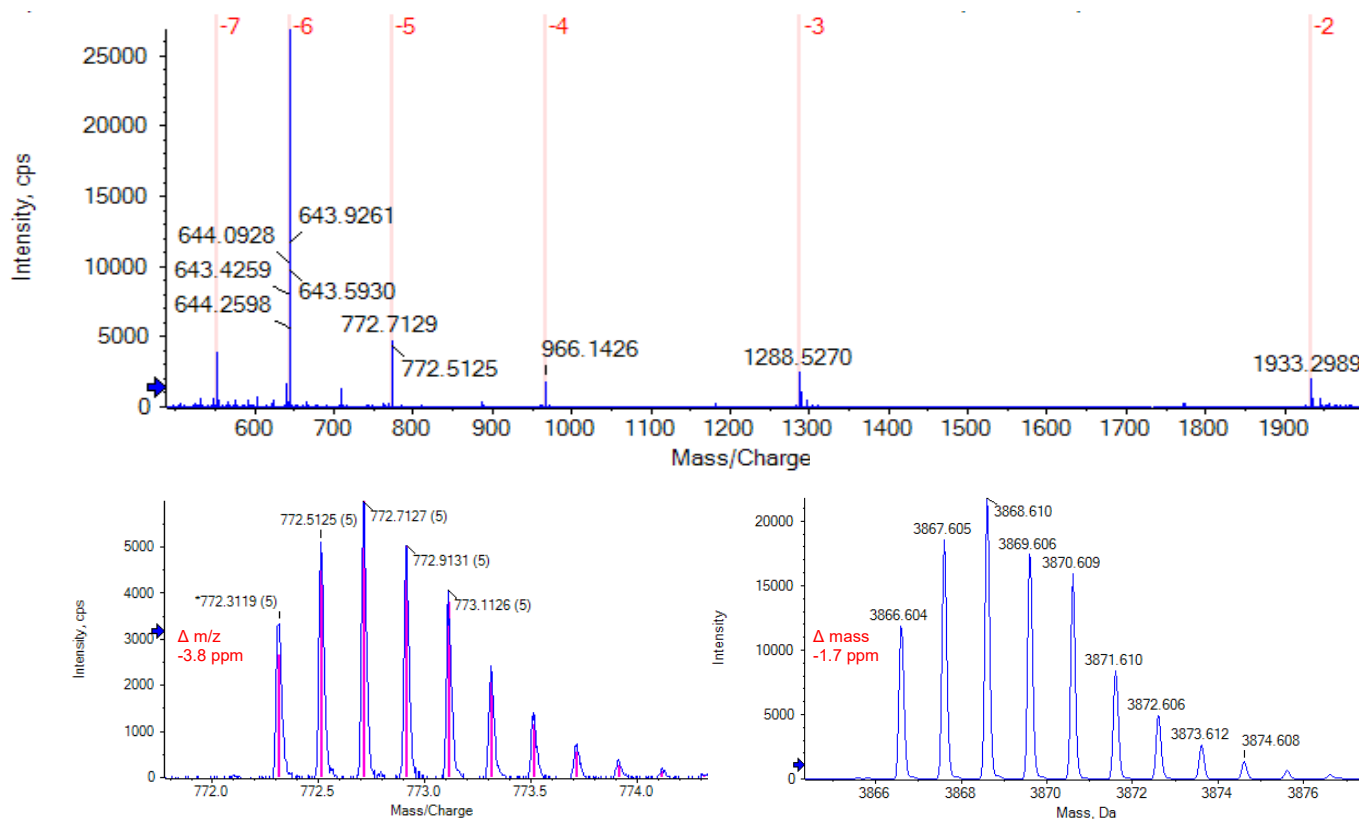 -7 -6 -5 -4 -3 -2
25000
20000
15000
10000
5000
0
Intensity, cps
644.0928
643.9261
643.4259
643.5930
644.2598
772.7129
772.5125
966.1426
1288.5270
1933.2989
600 700 800 900 1000 1100 1200 1300 1400 1500 1600 1700 1800 1900
Mass/Charge
5000
4000
3000
2000
1000
0
Intensity, cps
772.5125 (5)
772.7127 (5)
772.9131 (5)
*772.3119 (5)
773.1126 (5)
Δ m/z
-3.8 ppm
772.0 772.5 773.0 773.5 774.0
Mass/Charge
20000
15000
10000
5000
0
Intensity
3868.610
3867.605
3869.606
3870.609
3866.604
3871.610
3872.606
3873.612
3874.608
Δ mass
-1.7 ppm
3866 3868 3870 3872 3874 3876
Mass, Da